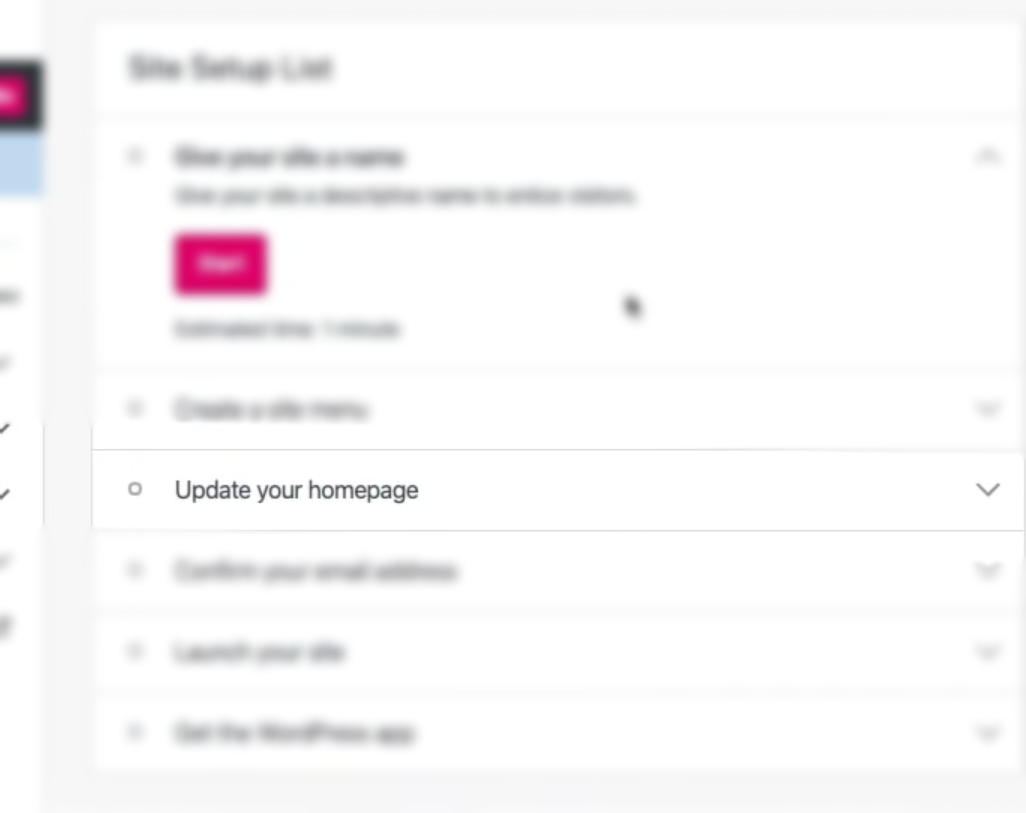 Site Setup List
Give your site a name
Give your site a descriptive name to entice visitors.
Start
Estimated time: 1 minute
Create a site menu
Update your homepage
Confirm your email address
Launch your site
Get the WordPress app